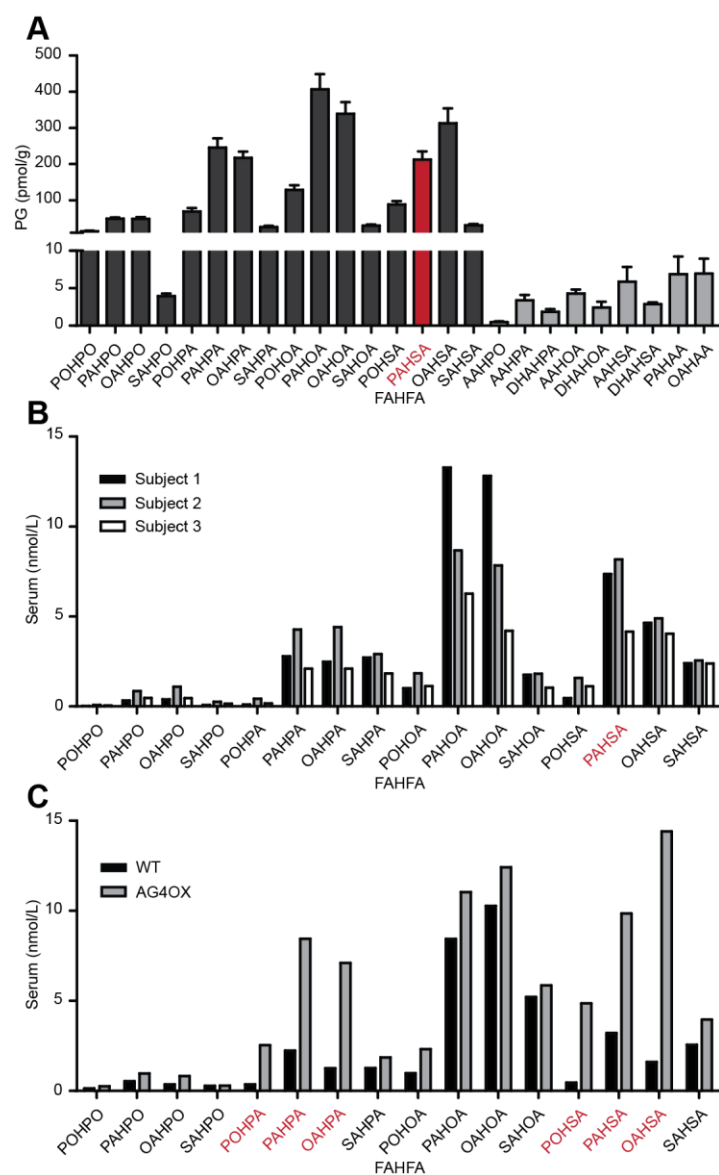 A
500
400
300
200
100
10
5
0
PG (pmol/g)
POHPO PAHPO OAHPO SAHPO POHPA PAHPA OAHPA SAHPA POHOA PAHOA OAHOA SAHOA POHSA PAHSA OAHSA SAHSA AAHPO AAHPA DHAHPA AAHOA DHAHOA AAHSA DHAHSA PAHAA OAHAA
FAHFA
B
15
10
5
0
Serum (nmol/L)
Subject 1
Subject 2
Subject 3
POHPO PAHPO OAHPO SAHPO POHPA PAHPA OAHPA SAHPA POHOA PAHOA OAHOA SAHOA POHSA PAHSA OAHSA SAHSA
FAHFA
C
15
10
5
0
Serum (nmol/L)
WT
AG4OX
POHPO PAHPO OAHPO SAHPO POHPA PAHPA OAHPA SAHPA POHOA PAHOA OAHOA SAHOA POHSA PAHSA OAHSA SAHSA
FAHFA